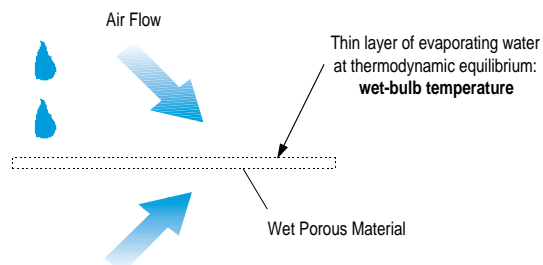 Air Flow
Thin layer of evaporating water
at thermodynamic equilibrium:
wet-bulb temperature
Wet Porous Material